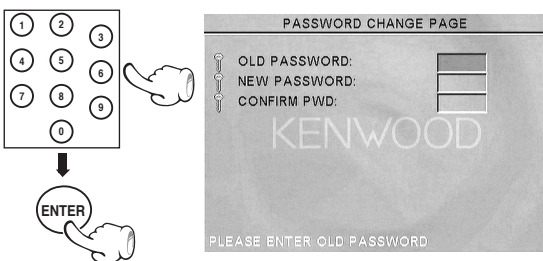 1 2 3
4 5 6
7 8 9
0
ENTER
PASSWORD CHANGE PAGE
OLD PASSWORD:
NEW PASSWORD:
CONFIRM PWD:
KENWOOD
PLEASE ENTER OLD PASSWORD